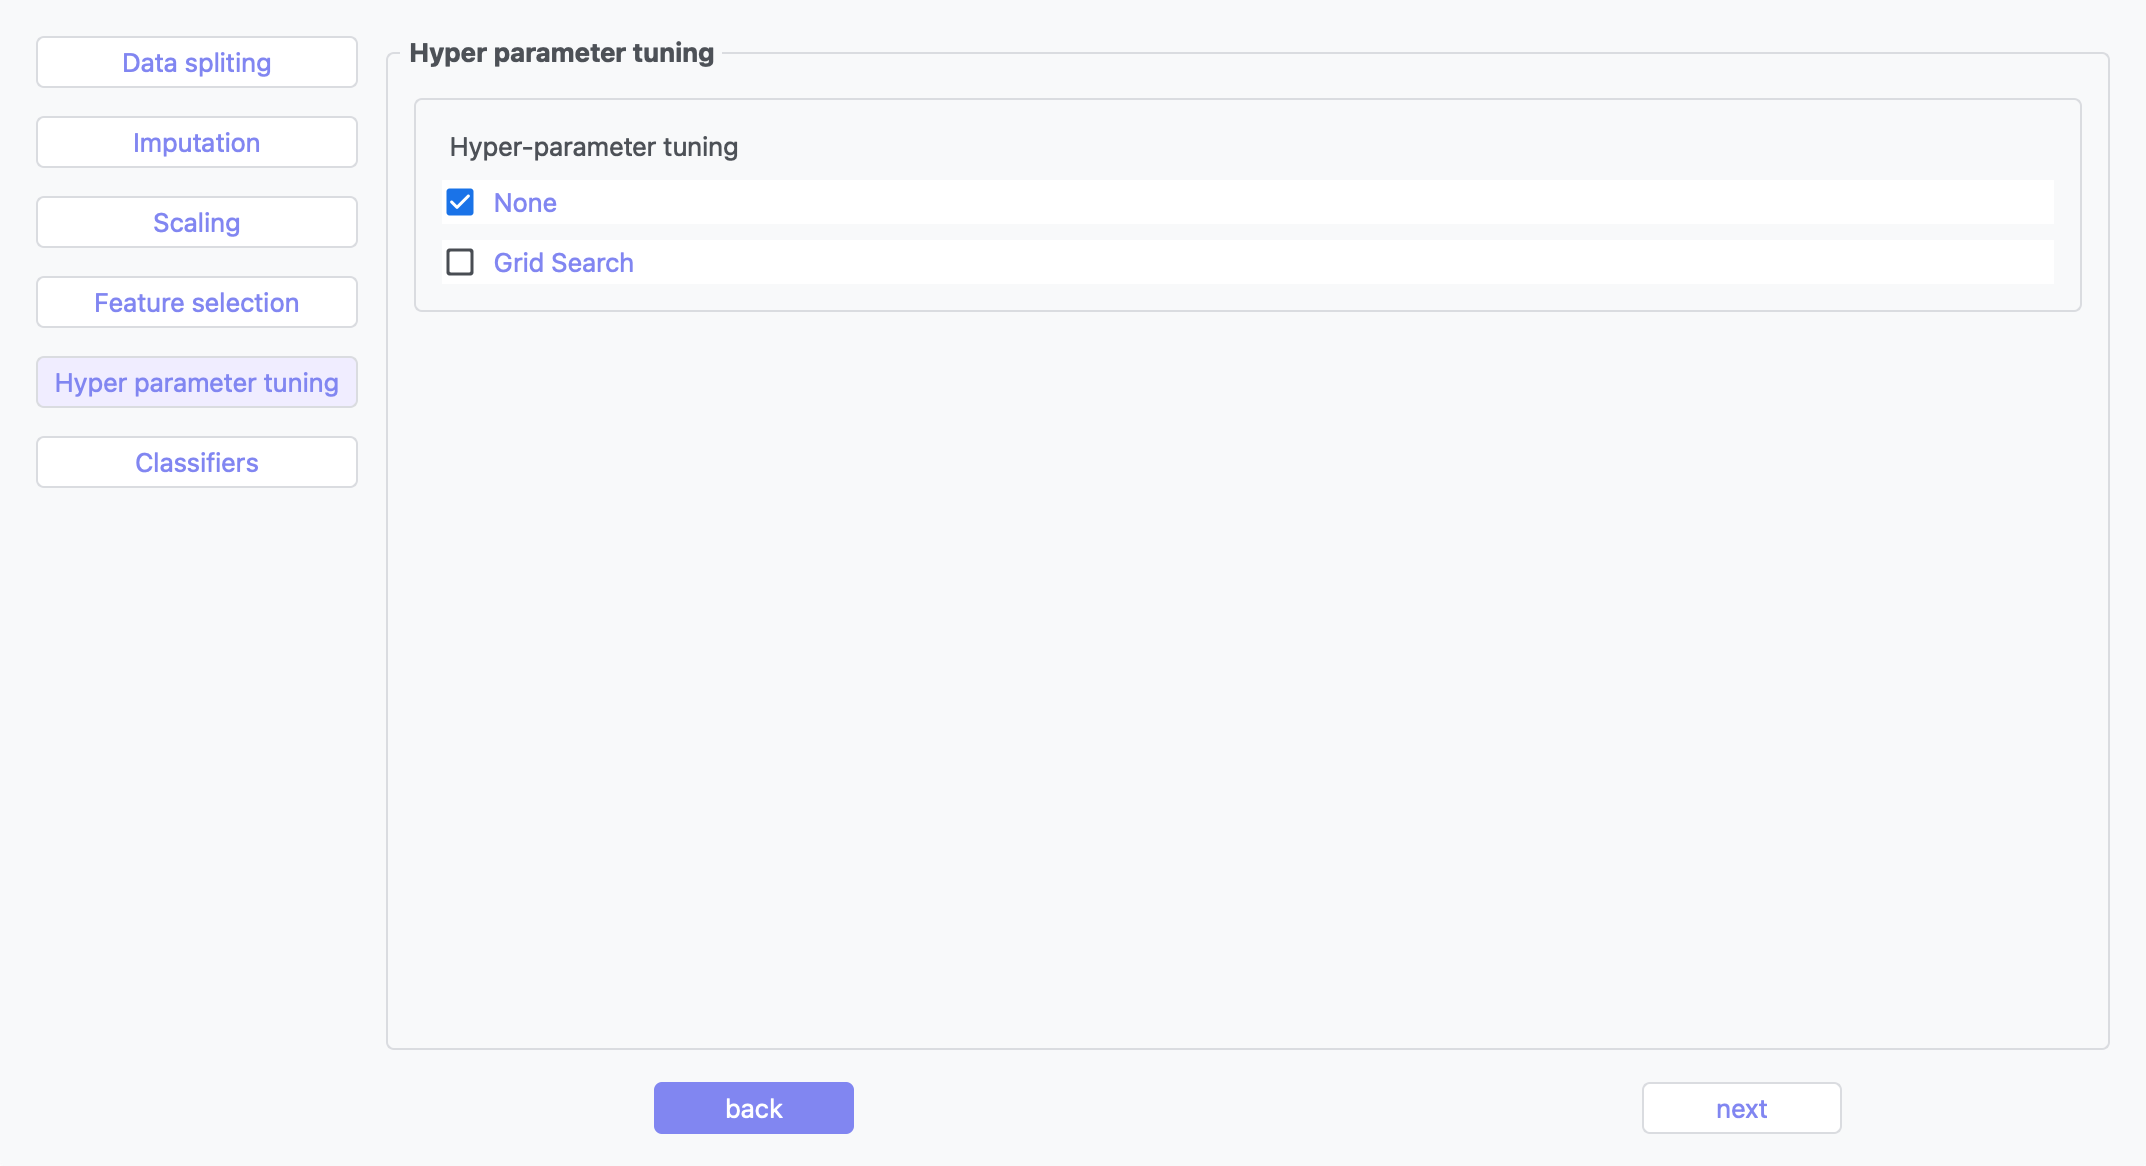 Data spliting
Imputation
Scaling
Feature selection
Hyper parameter tuning
Classifiers
Hyper parameter tuning
Hyper-parameter tuning
None
Grid Search
back
next